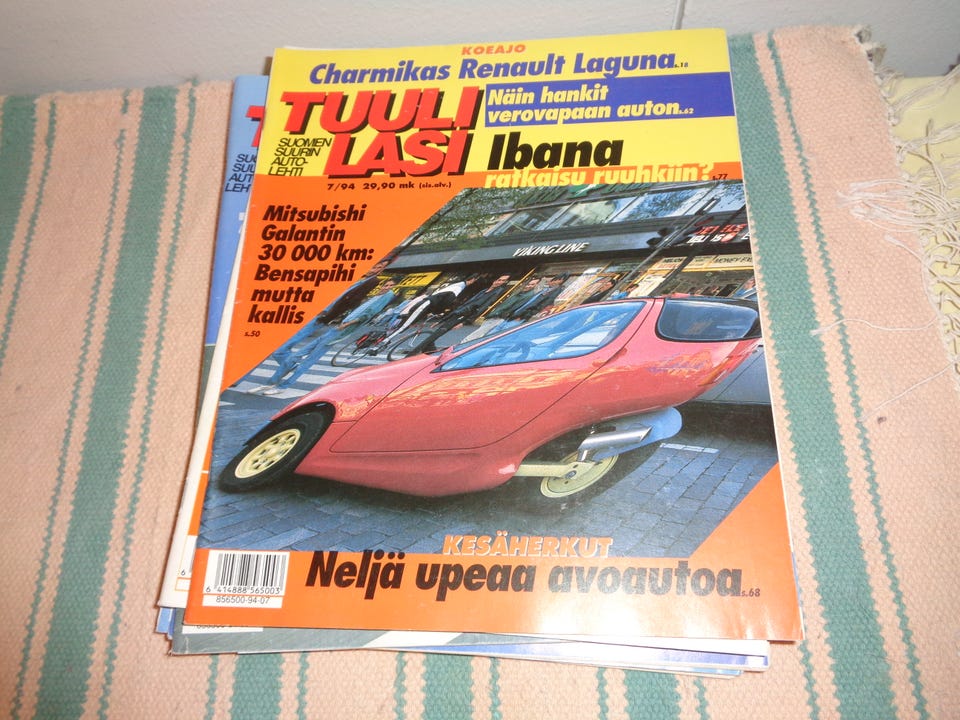 KOEAJO
Charmikas Renault Laguna s.18
TUULI
LASI
SUOMEN
SUURIN
AUTO-
LEHTI
Näin hankit
verovapaan auton s.62
Ibana
ratkaisu ruuhkiin? s.77
7/94 29,90 mk (sis.alv.)
Mitsubishi
Galantin
30 000 km:
Bensapihi
mutta
kallis
s.50
VIKING LINE
KESÄHERKUT
Neljä upeaa avoautoa s.68
6 414888 565003
856500-94-07